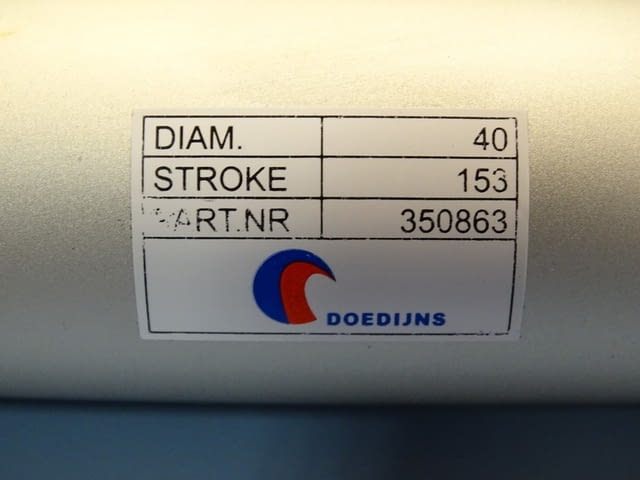 DIAM. 40
STROKE 153
ART.NR 350863
DOEDIJNS